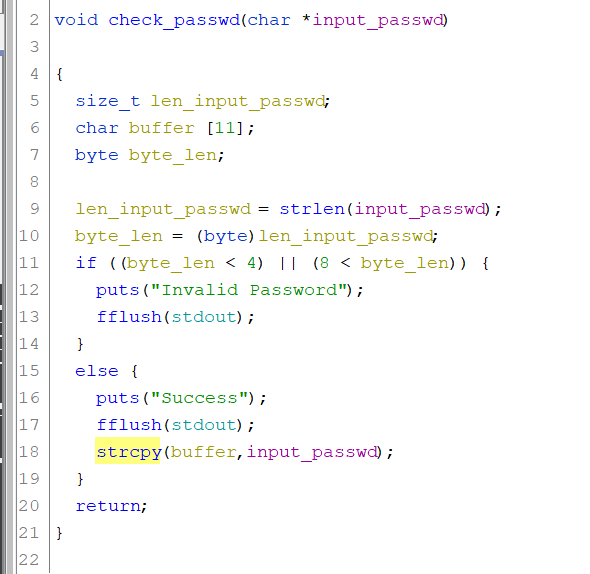 2 void check_passwd(char *input_passwd)
3
4 {
5 size_t len_input_passwd;
6 char buffer [11];
7 byte byte_len;
8
9 len_input_passwd = strlen(input_passwd);
10 byte_len = (byte)len_input_passwd;
11 if ((byte_len < 4) || (8 < byte_len)) {
12 puts("Invalid Password");
13 fflush(stdout);
14 }
15 else {
16 puts("Success");
17 fflush(stdout);
18 strcpy(buffer,input_passwd);
19 }
20 return;
21 }
22